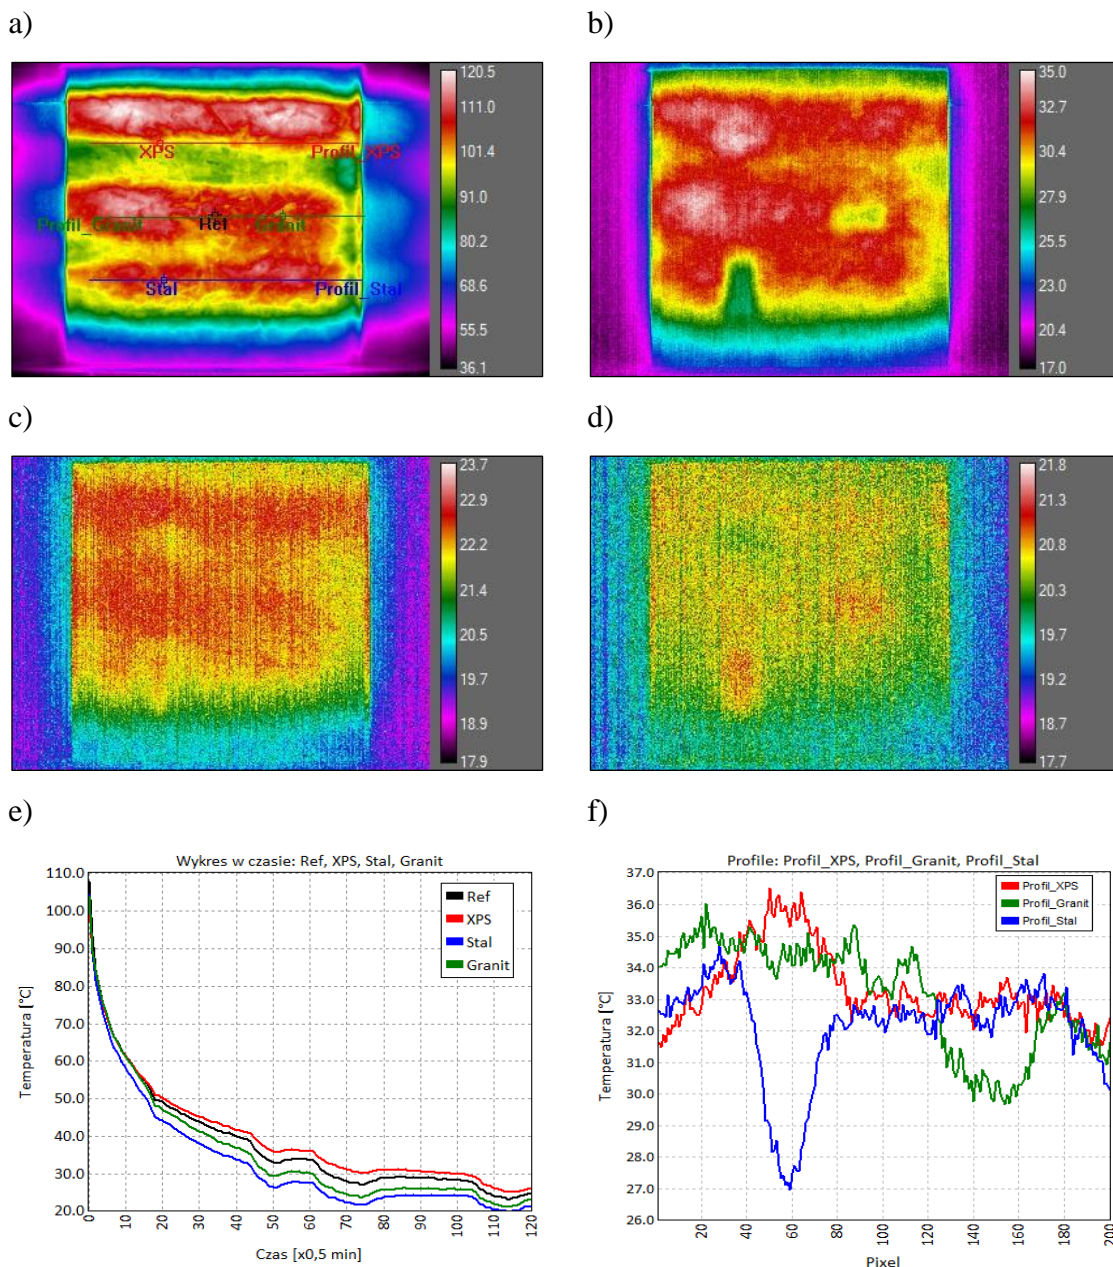 a)
b)
120.5
111.0
101.4
91.0
80.2
68.6
55.5
36.1
XPS
Profil_XPS
Profil_Granit
Ref
Granit
Stal
Profil_Stal
35.0
32.7
30.4
28.0
25.5
23.0
20.4
17.0
c)
d)
23.7
22.9
22.2
21.4
20.5
19.7
18.9
17.9
21.8
21.3
20.8
20.3
19.7
19.2
18.6
17.7
e)
f)
Wykres w czasie: Ref, XPS, Stal, Granit
110.0
100.0
90.0
80.0
70.0
60.0
50.0
40.0
30.0
20.0
Temperatura [°C]
Ref
XPS
Stal
Granit
0
10
20
30
40
50
60
70
80
90
100
110
120
Czas [x0,5 min]
Profile: Profil_XPS, Profil_Granit, Profil_Stal
37.0
36.0
35.0
34.0
33.0
32.0
31.0
30.0
29.0
28.0
27.0
26.0
Temperatura [°C]
Profil_XPS
Profil_Granit
Profil_Stal
20
40
60
80
100
120
140
160
180
200
Pixel